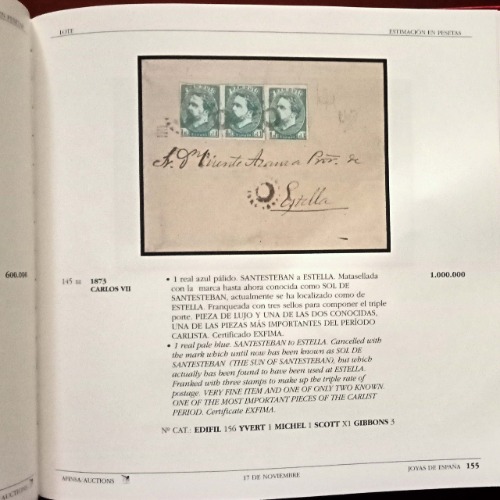 LOTE
ESTIMACIÓN EN PESETAS
Sr. Dn Vicente Azanza Pbro. de
Estella
600.000
145 ✉ 1873
CARLOS VII
• 1 real azul pálido. SANTESTEBAN a ESTELLA. Matasellada
con la marca hasta ahora conocida como SOL DE
SANTESTEBAN, actualmente se ha localizado como de
ESTELLA. Franqueada con tres sellos para componer el triple
porte. PIEZA DE LUJO Y UNA DE LAS DOS CONOCIDAS,
UNA DE LAS PIEZAS MÁS IMPORTANTES DEL PERÍODO
CARLISTA. Certificado EXFIMA.
• 1 real pale blue. SANTESTEBAN to ESTELLA. Cancelled with
the mark which until now has been known as SOL DE
SANTESTEBAN (THE SUN OF SANTESTEBAN), but which
actually has been found to have been used at ESTELLA.
Franked with three stamps to make up the triple rate of
postage. VERY FINE ITEM AND ONE OF ONLY TWO KNOWN.
ONE OF THE MOST IMPORTANT PIECES OF THE CARLIST
PERIOD. Certificate EXFIMA.
1.000.000
Nº CAT.: EDIFIL 156 YVERT 1 MICHEL 1 SCOTT X1 GIBBONS 3
AFINSA-AUCTIONS
17 DE NOVIEMBRE
JOYAS DE ESPAÑA 155